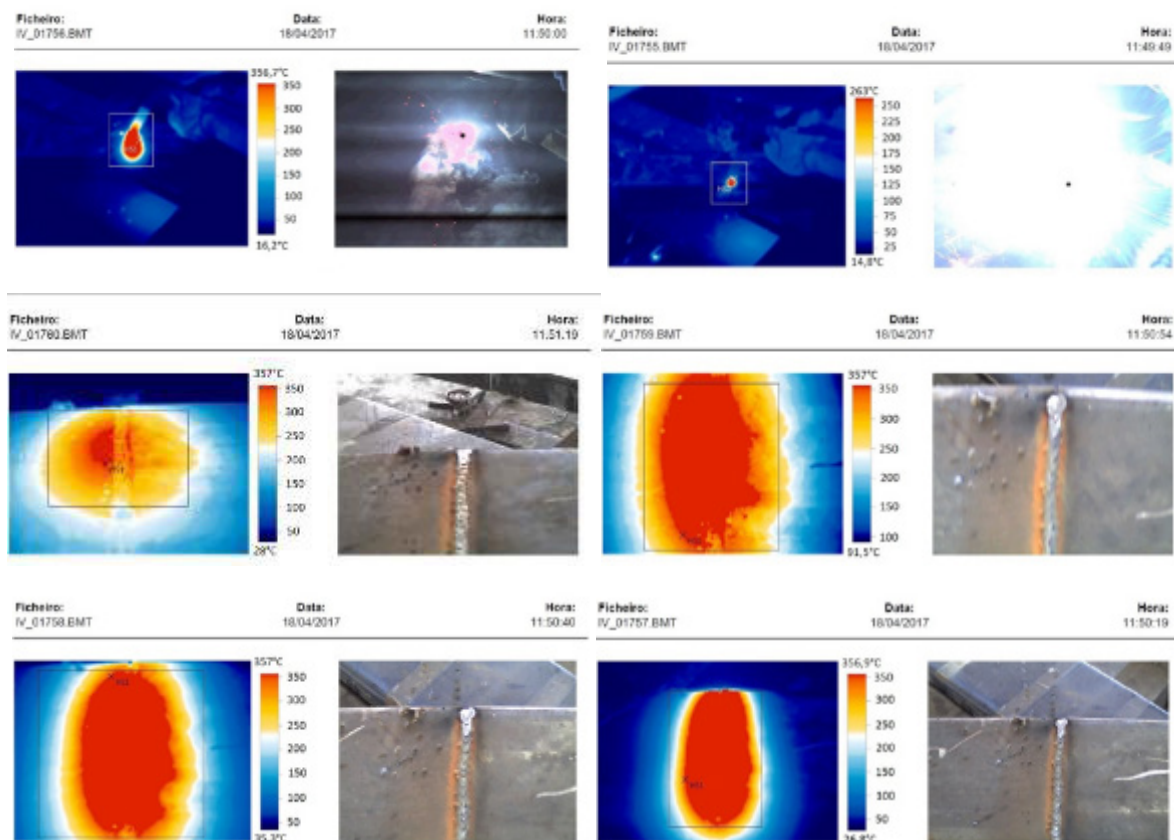 Ficheiro: Data: Hora:
IV_01756.BMT 18/04/2017 11:50:00
356,7°C
350
300
250
200
150
100
50
16,2°C
Ficheiro: Data: Hora:
IV_01755.BMT 18/04/2017 11:49:49
263°C
250
225
200
175
150
125
100
75
50
25
14,8°C
Ficheiro: Data: Hora:
IV_01760.BMT 18/04/2017 11:51:19
357°C
350
300
250
200
150
100
50
28°C
Ficheiro: Data: Hora:
IV_01759.BMT 18/04/2017 11:50:54
357°C
350
300
250
200
150
100
91,5°C
Ficheiro: Data: Hora:
IV_01758.BMT 18/04/2017 11:50:40
357°C
350
300
250
200
150
100
50
35,3°C
Ficheiro: Data: Hora:
IV_01757.BMT 18/04/2017 11:50:19
356,9°C
350
300
250
200
150
100
50